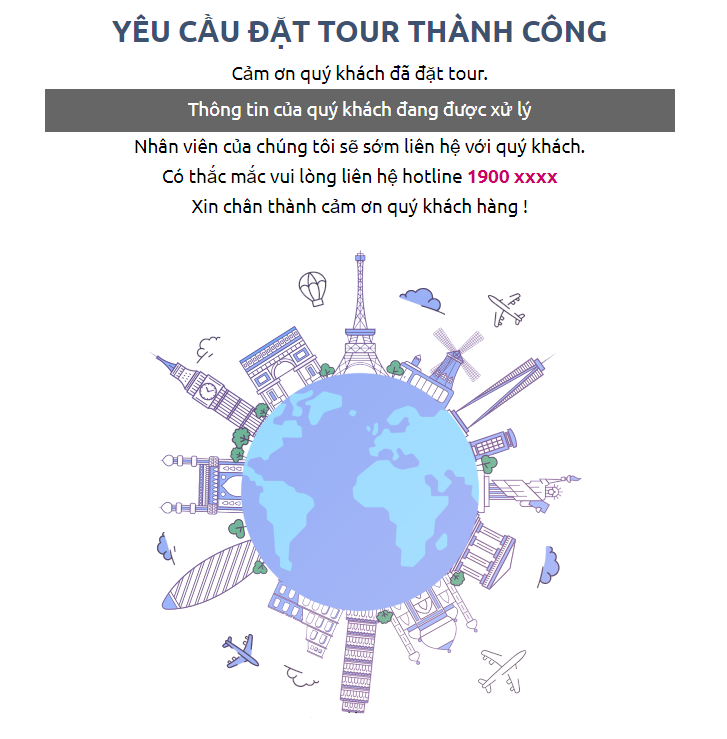 YÊU CẦU ĐẶT TOUR THÀNH CÔNG
Cảm ơn quý khách đã đặt tour.
Thông tin của quý khách đang được xử lý
Nhân viên của chúng tôi sẽ sớm liên hệ với quý khách.
Có thắc mắc vui lòng liên hệ hotline 1900 xxxx
Xin chân thành cảm ơn quý khách hàng !